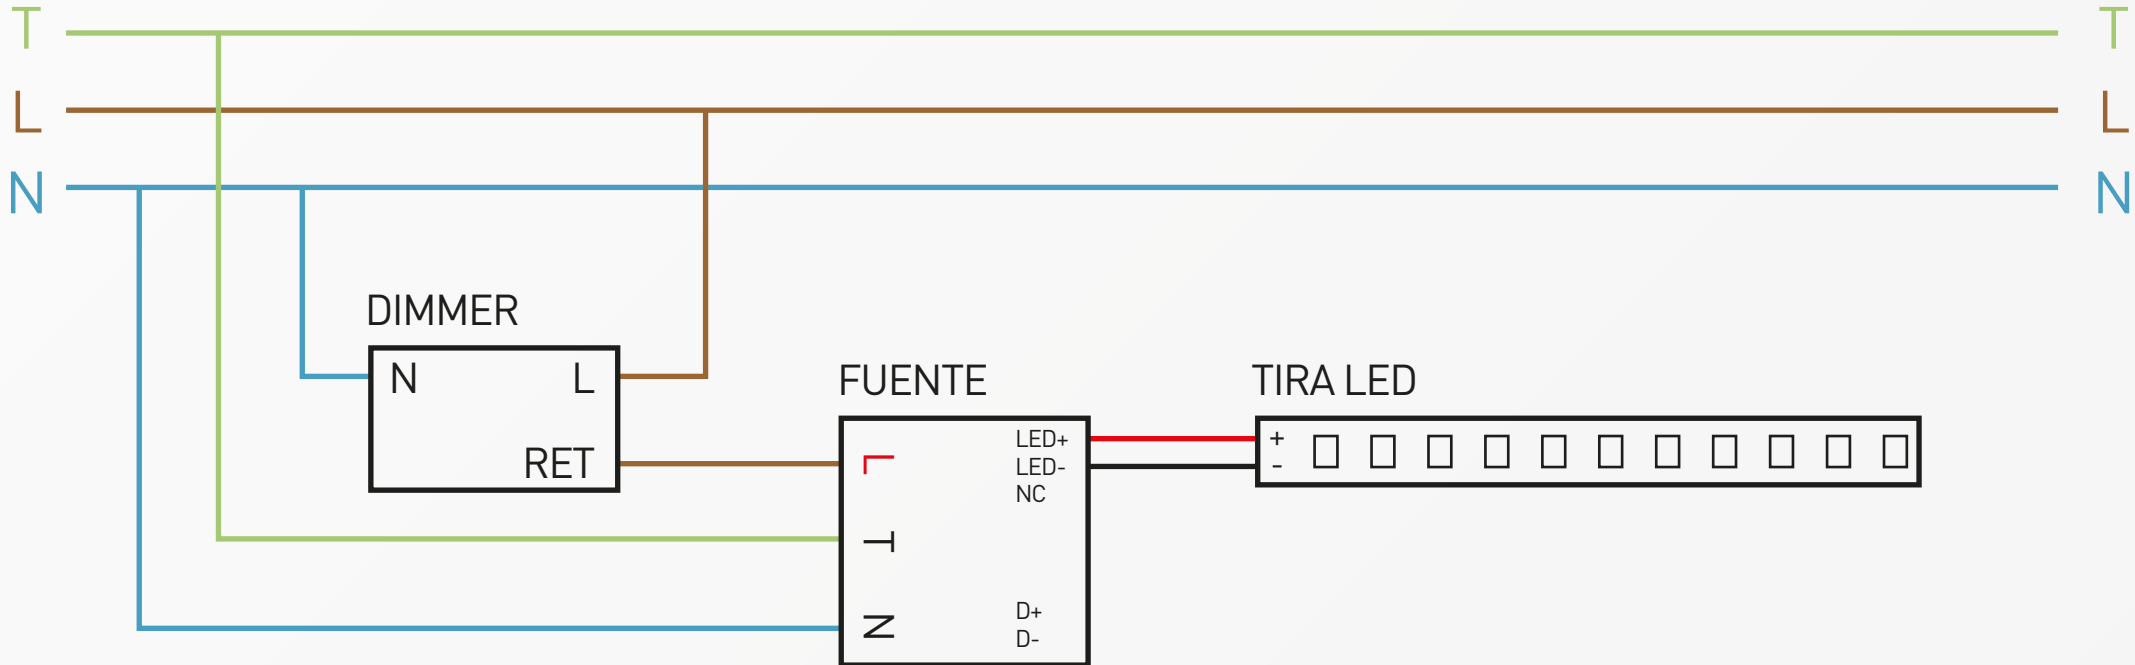 T T
L L
N N
DIMMER
N L
RET
FUENTE
L
T
N
LED+
LED-
NC
D+
D-
TIRA LED
+
-